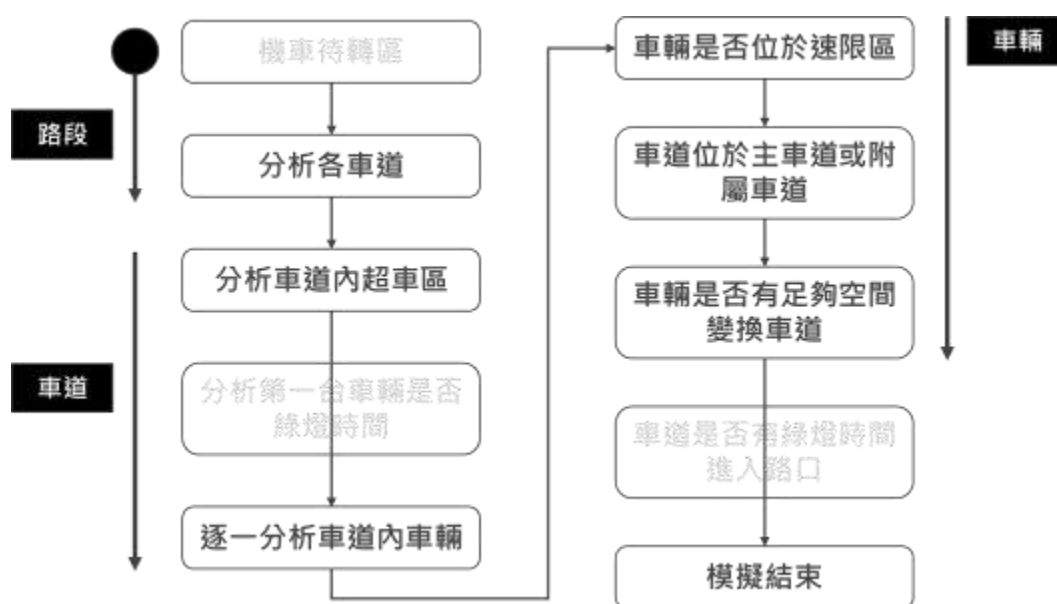 路段
車道
機車待轉區
分析各車道
分析車道內超車區
分析第一台車輛是否
綠燈時間
逐一分析車道內車輛
車輛是否位於速限區
車道位於主車道或附
屬車道
車輛是否有足夠空間
變換車道
車道是否有綠燈時間
進入路口
模擬結束
車輛